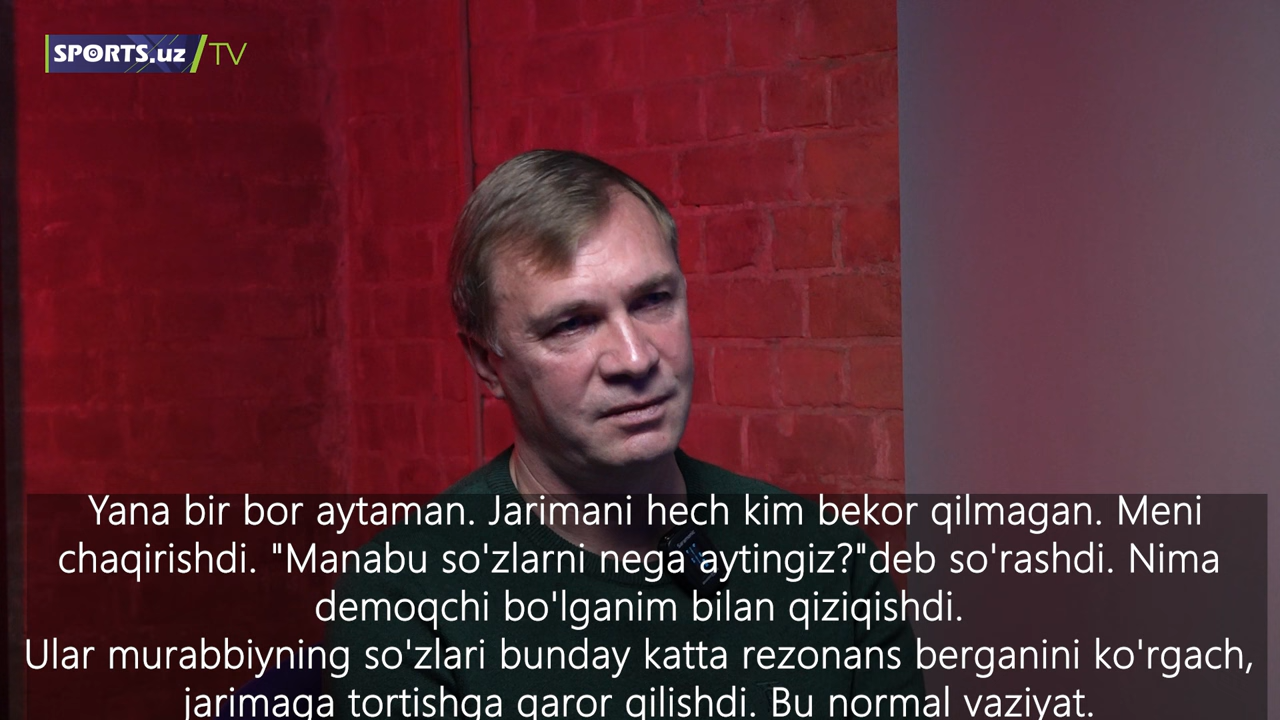 SPORTS.uz/TV
Yana bir bor aytaman. Jarimani hech kim bekor qilmagan. Meni
chaqirishdi. "Manabu so'zlarni nega aytingiz?"deb so'rashdi. Nima
demoqchi bo'lganim bilan qiziqishdi.
Ular murabbiyning so'zlari bunday katta rezonans berganini ko'rgach,
jarimaga tortishga qaror qilishdi. Bu normal vaziyat.